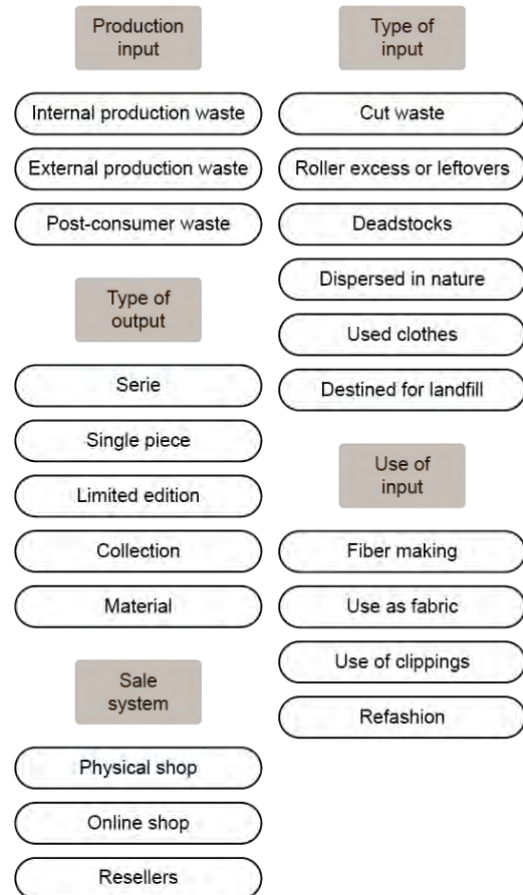 Production
input
Internal production waste
External production waste
Post-consumer waste
Type of
output
Serie
Single piece
Limited edition
Collection
Material
Sale
system
Physical shop
Online shop
Resellers
Type of
input
Cut waste
Roller excess or leftovers
Deadstocks
Dispersed in nature
Used clothes
Destined for landfill
Use of
input
Fiber making
Use as fabric
Use of clippings
Refashion